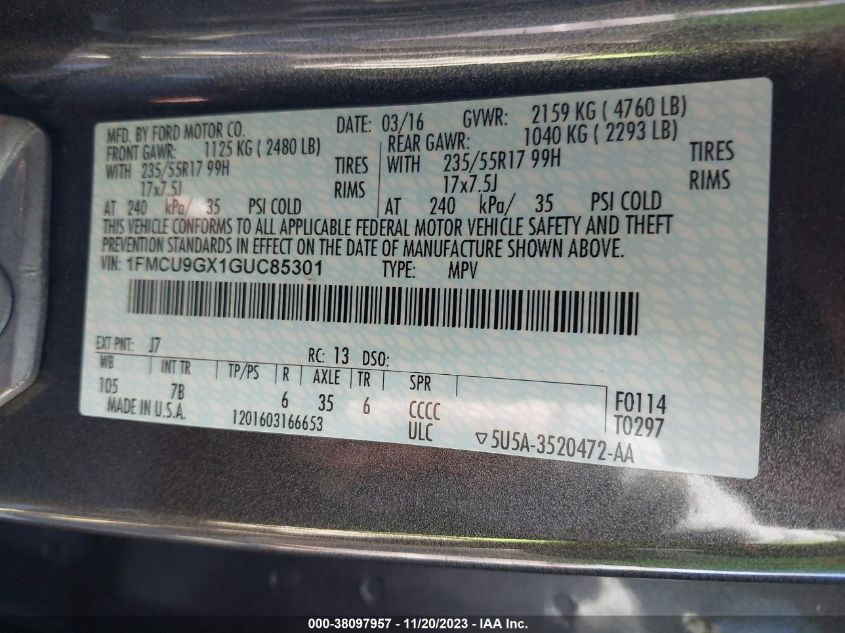 MFD. BY FORD MOTOR CO. DATE: 03/16 GVWR: 2159 KG ( 4760 LB)
FRONT GAWR: 1125 KG ( 2480 LB) REAR GAWR: 1040 KG ( 2293 LB)
WITH 235/55R17 99H TIRES WITH 235/55R17 99H TIRES
17x7.5J RIMS 17x7.5J RIMS
AT 240 kPa/ 35 PSI COLD AT 240 kPa/ 35 PSI COLD
THIS VEHICLE CONFORMS TO ALL APPLICABLE FEDERAL MOTOR VEHICLE SAFETY AND THEFT
PREVENTION STANDARDS IN EFFECT ON THE DATE OF MANUFACTURE SHOWN ABOVE.
VIN: 1FMCU9GX1GUC85301 TYPE: MPV
EXT PNT: J7 RC: 13 DSO:
WB INT TR TP/PS R AXLE TR SPR
105 7B 6 35 6 CCCC F0114
MADE IN U.S.A. 1201603166653 ULC ▽5U5A-3520472-AA T0297
000-38097957 - 11/20/2023 - IAA Inc.